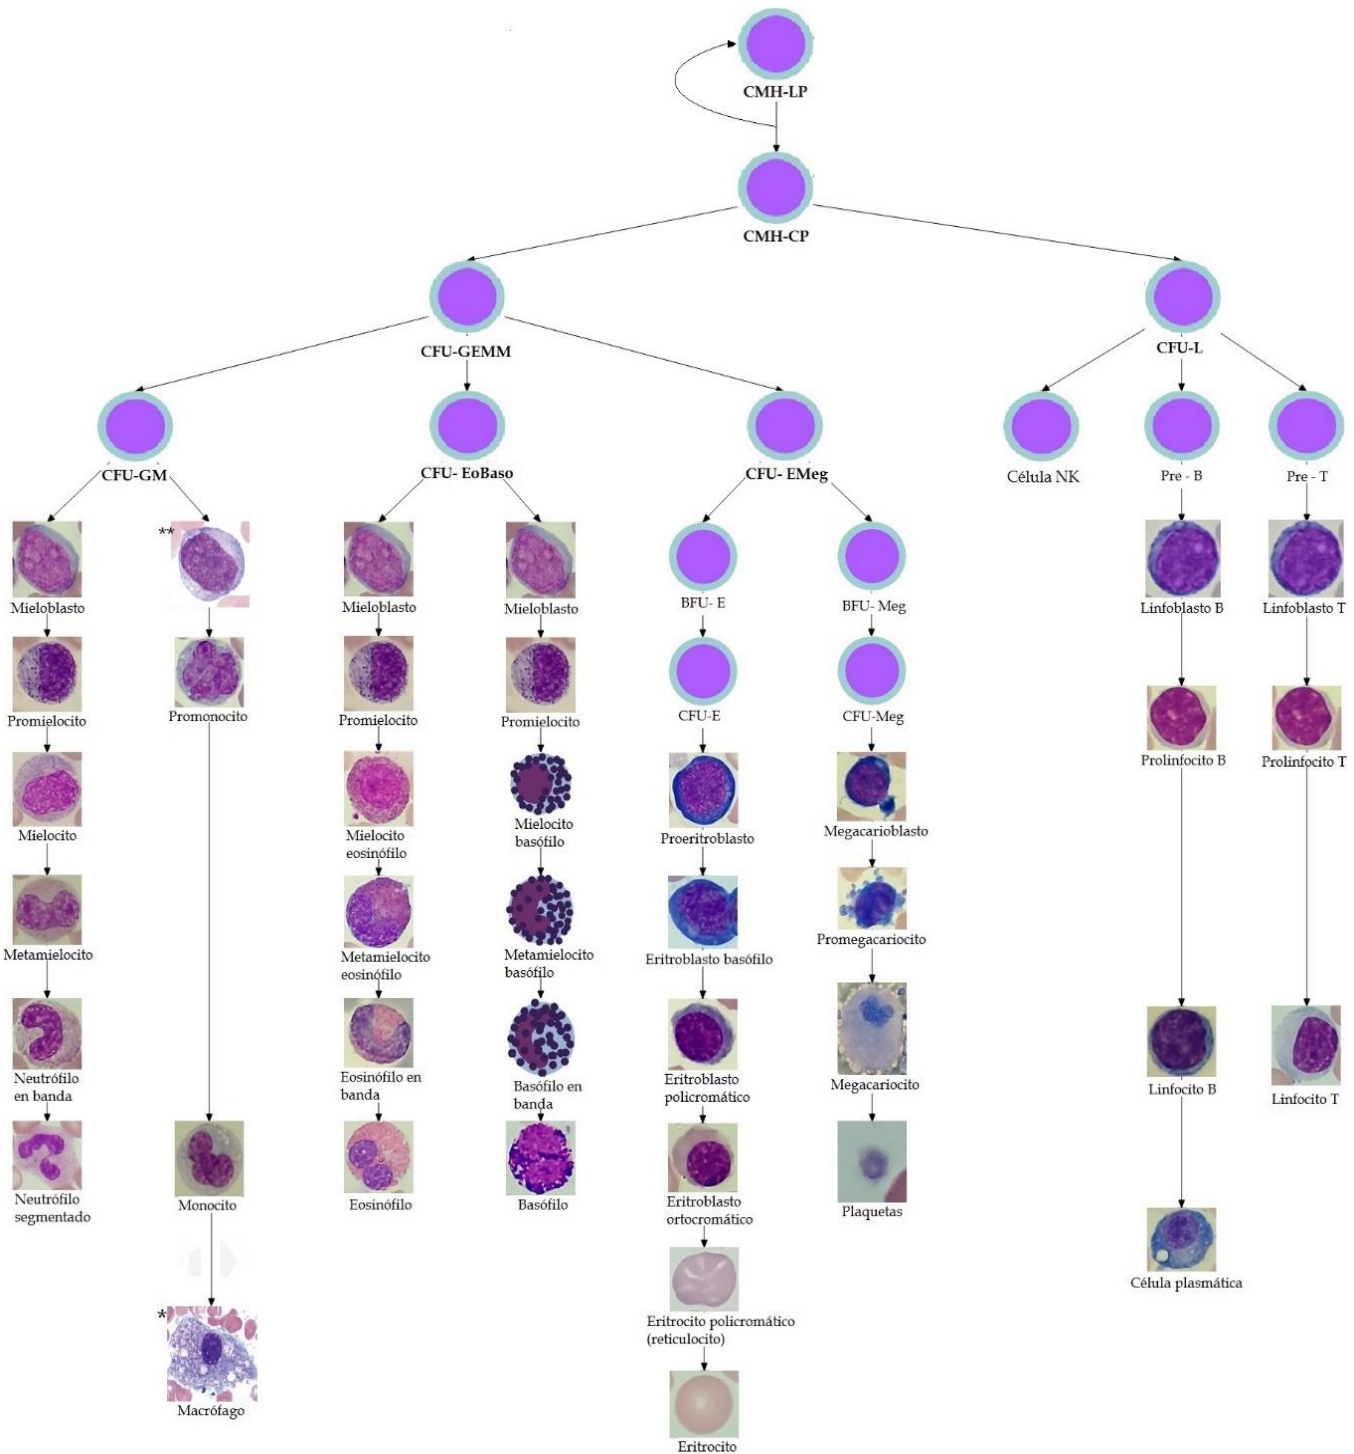 CMH-LP
CMH-CP
CFU-GEMM
CFU-L
CFU-GM
CFU- EoBaso
CFU- EMeg
Célula NK
Pre - B
Pre - T
**
Mieloblasto
Mieloblasto
Mieloblasto
BFU- E
BFU- Meg
Linfoblasto B
Linfoblasto T
Promielocito
Promonocito
Promielocito
Promielocito
CFU-E
CFU-Meg
Prolinfocito B
Prolinfocito T
Mielocito
Mielocito
eosinófilo
Mielocito
basófilo
Proeritroblasto
Megacarioblasto
Metamielocito
Metamielocito
eosinófilo
Metamielocito
basófilo
Eritroblasto basófilo
Promegacariocito
Neutrófilo
en banda
Eosinófilo en
banda
Basófilo en
banda
Eritroblasto
policromático
Megacariocito
Linfocito B
Linfocito T
Neutrófilo
segmentado
Monocito
Eosinófilo
Basófilo
Eritroblasto
ortocromático
Plaquetas
Célula plasmática
*
Macrófago
Eritrocito policromático
(reticulocito)
Eritrocito